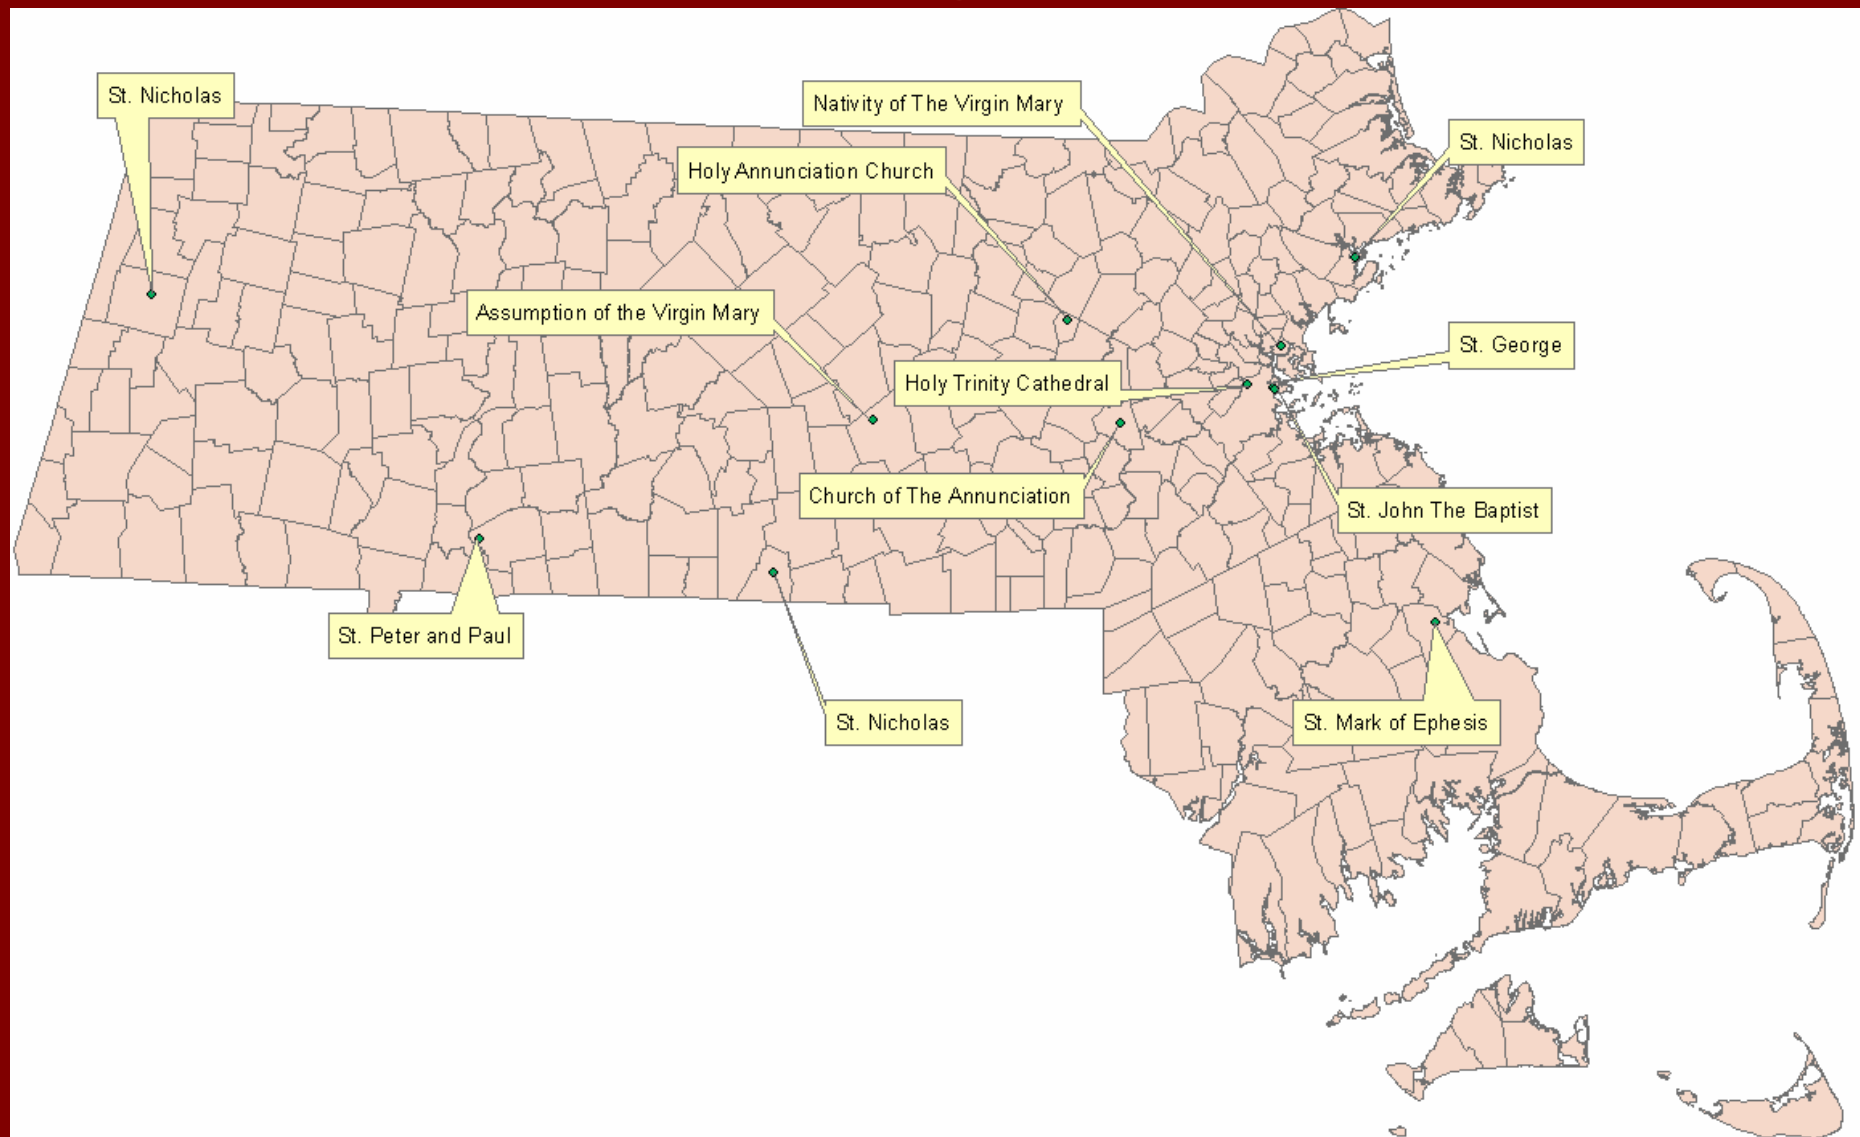 St. Nicholas
Nativity of The Virgin Mary
St. Nicholas
Holy Annunciation Church
Assumption of the Virgin Mary
St. George
Holy Trinity Cathedral
Church of The Annunciation
St. John The Baptist
St. Peter and Paul
St. Nicholas
St. Mark of Ephesis